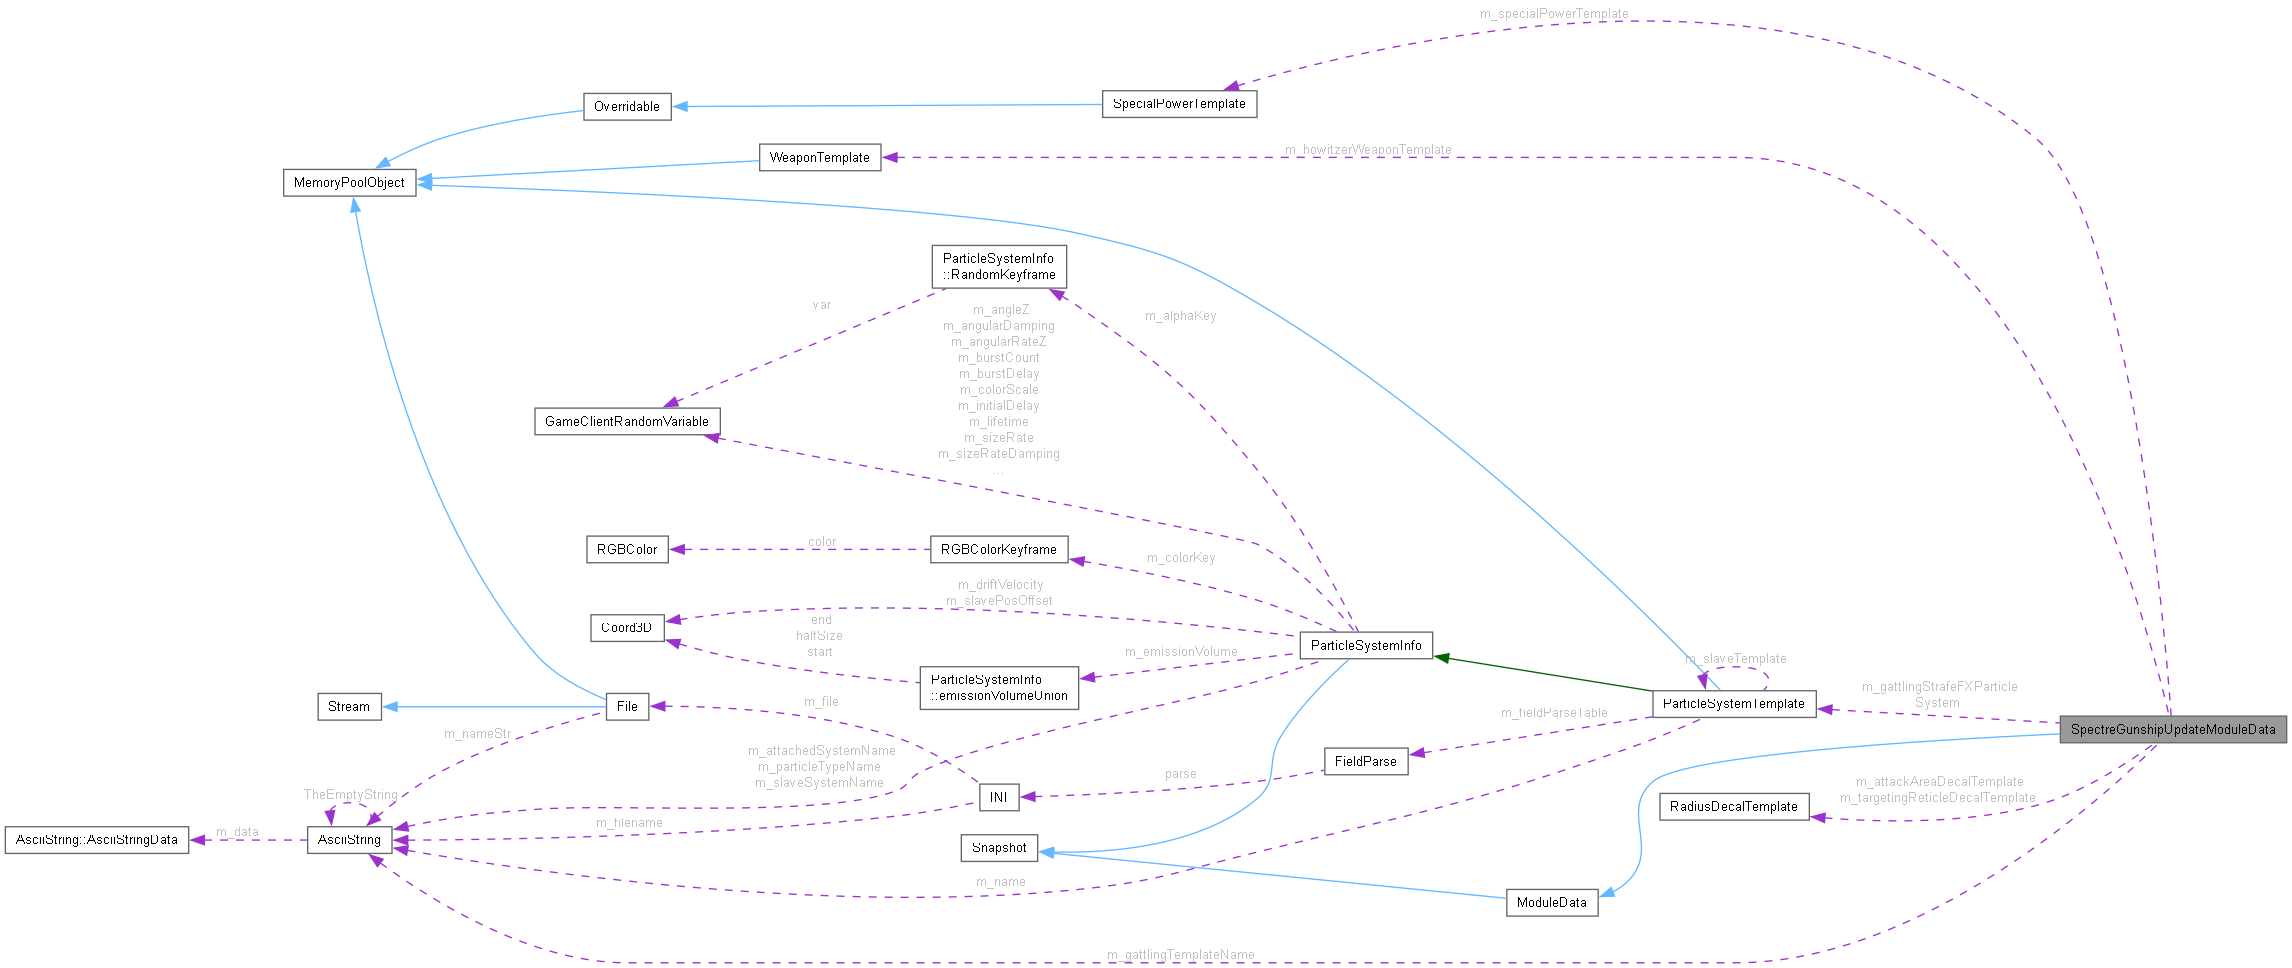 m_specialPowerTemplate
Overridable
SpecialPowerTemplate
WeaponTemplate
m_howitzerWeaponTemplate
MemoryPoolObject
ParticleSystemInfo
::RandomKeyframe
var
m_angleZ
m_angularDamping
m_angularRateZ
m_burstCount
m_burstDelay
m_colorScale
m_initialDelay
m_lifetime
m_sizeRate
m_sizeRateDamping
...
m_alphaKey
GameClientRandomVariable
RGBColor
color
RGBColorKeyframe
m_colorKey
m_driftVelocity
m_slavePosOffset
Coord3D
end
halfSize
start
ParticleSystemInfo
::emissionVolumeUnion
m_emissionVolume
ParticleSystemInfo
m_slaveTemplate
ParticleSystemTemplate
m_gattlingStrafeFXParticle
System
SpectreGunshipUpdateModuleData
Stream
File
m_file
m_nameStr
m_attachedSystemName
m_particleTypeName
m_slaveSystemName
m_fieldParseTable
FieldParse
parse
INI
m_filename
TheEmptyString
AsciiString::AsciiStringData
m_data
AsciiString
m_attackAreaDecalTemplate
m_targetingReticleDecalTemplate
RadiusDecalTemplate
Snapshot
m_name
ModuleData
m_gattlingTemplateName